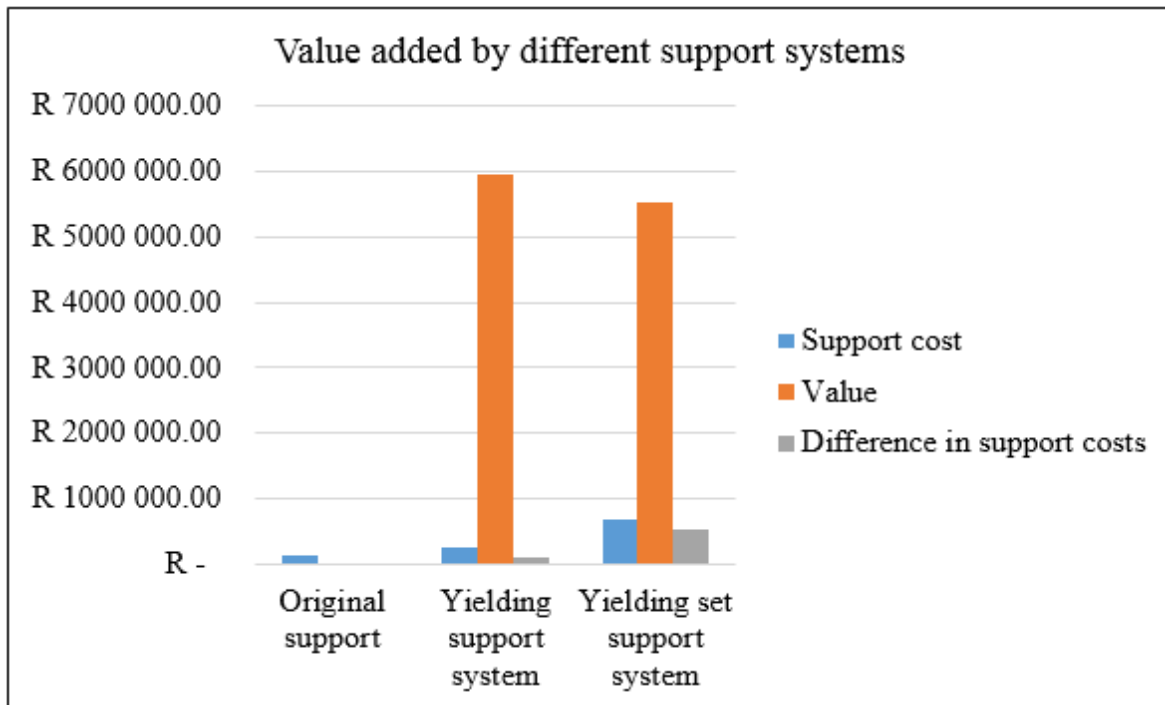 Value added by different support systems
R 7000 000.00
R 6000 000.00
R 5000 000.00
R 4000 000.00
R 3000 000.00
R 2000 000.00
R 1000 000.00
R -
Original
support
Yielding
support
system
Yielding set
support
system
Support cost
Value
Difference in support costs